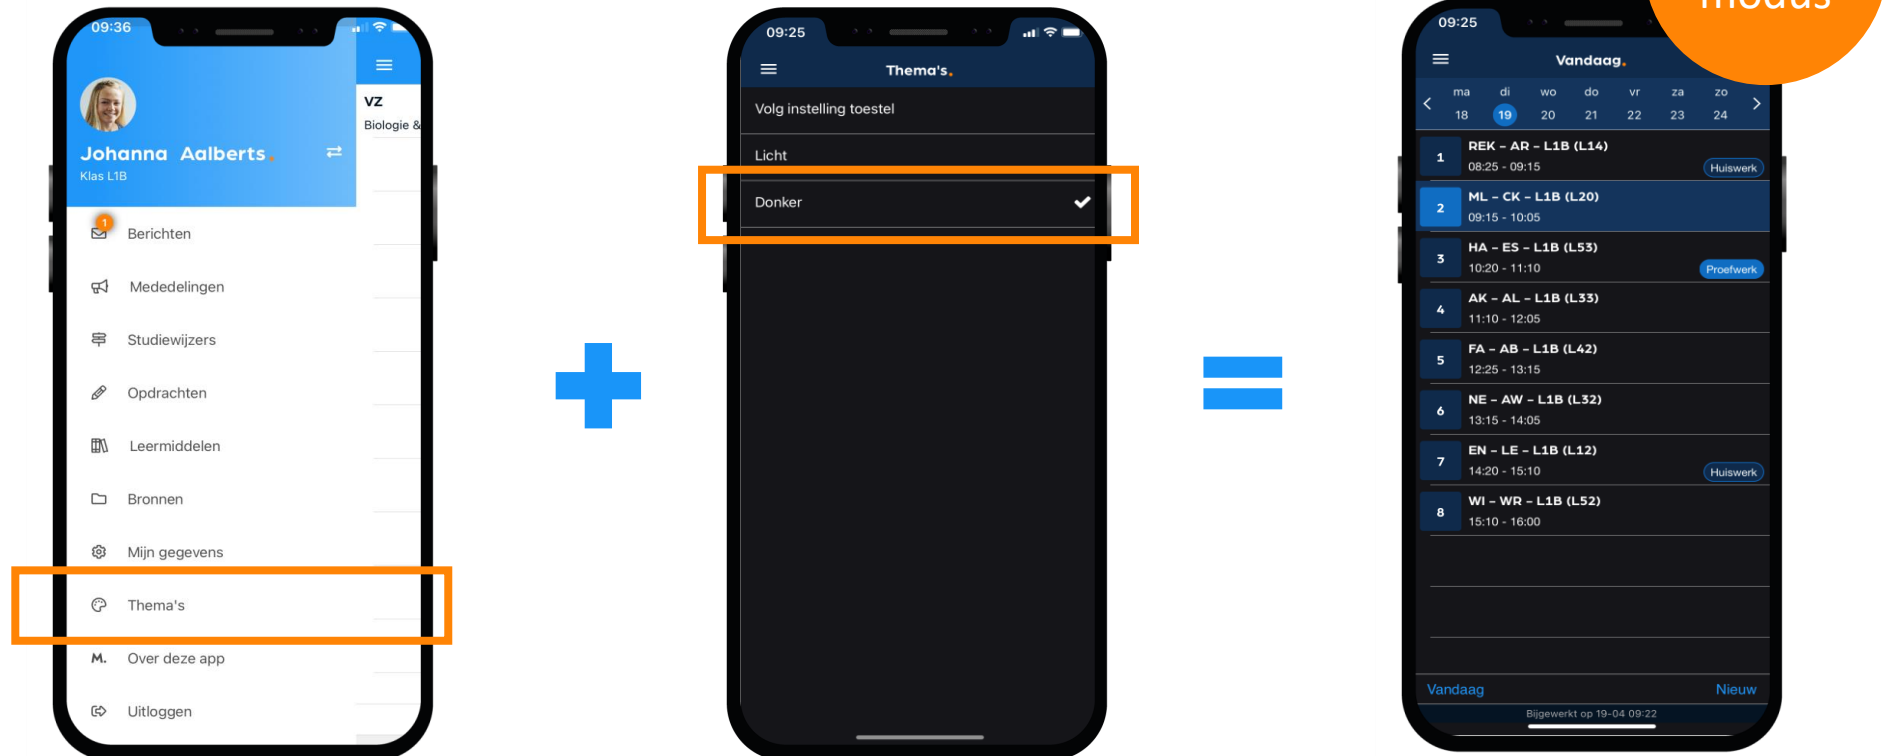 09:36
VZ
Biologie &
Johanna Aalberts.
Klas L1B
1
Berichten
Mededelingen
Studiewijzers
Opdrachten
Leermiddelen
Bronnen
Mijn gegevens
Thema's
M. Over deze app
Uitloggen
09:25
Thema's.
Volg instelling toestel
Licht
Donker
modus
09:25
Vandaag.
ma di wo do vr za zo
18 19 20 21 22 23 24
1 REK – AR – L1B (L14)
08:25 - 09:15 Huiswerk
2 ML – CK – L1B (L20)
09:15 - 10:05
3 HA – ES – L1B (L53)
10:20 - 11:10 Proefwerk
4 AK – AL – L1B (L33)
11:10 - 12:05
5 FA – AB – L1B (L42)
12:25 - 13:15
6 NE – AW – L1B (L32)
13:15 - 14:05
7 EN – LE – L1B (L12)
14:20 - 15:10 Huiswerk
8 WI – WR – L1B (L52)
15:10 - 16:00
Vandaag Nieuw
Bijgewerkt op 19-04 09:22